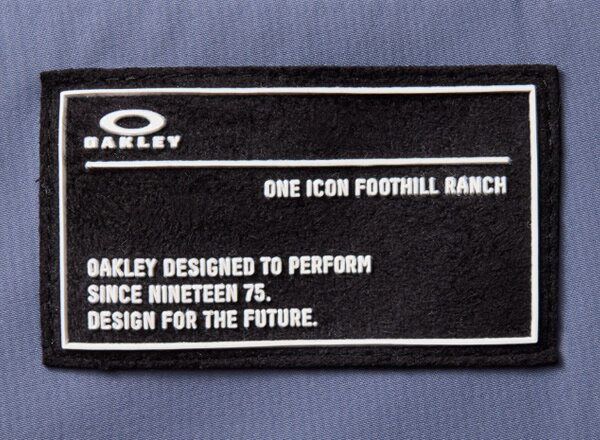 OAKLEY
ONE ICON FOOTHILL RANCH
OAKLEY DESIGNED TO PERFORM
SINCE NINETEEN 75.
DESIGN FOR THE FUTURE.